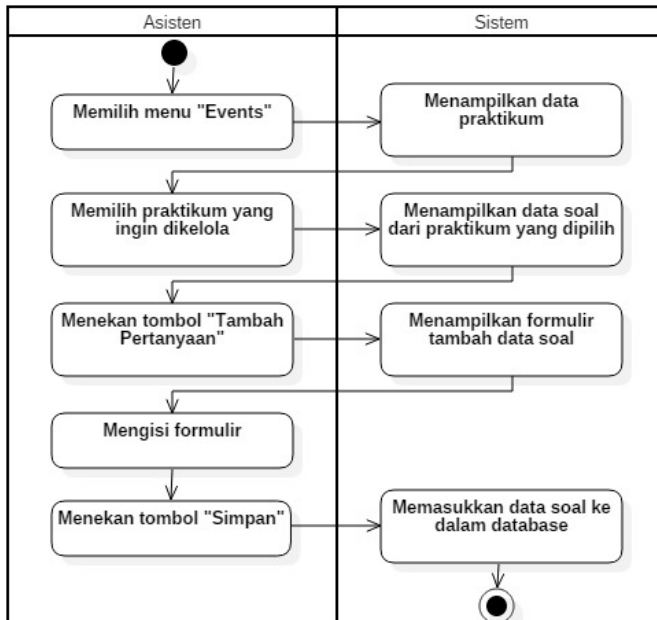 Asisten
Sistem
Memilih menu "Events"
Menampilkan data
praktikum
Memilih praktikum yang
ingin dikelola
Menampilkan data soal
dari praktikum yang dipilih
Menekan tombol "Tambah
Pertanyaan"
Menampilkan formulir
tambah data soal
Mengisi formulir
Menekan tombol "Simpan"
Memasukkan data soal ke
dalam database